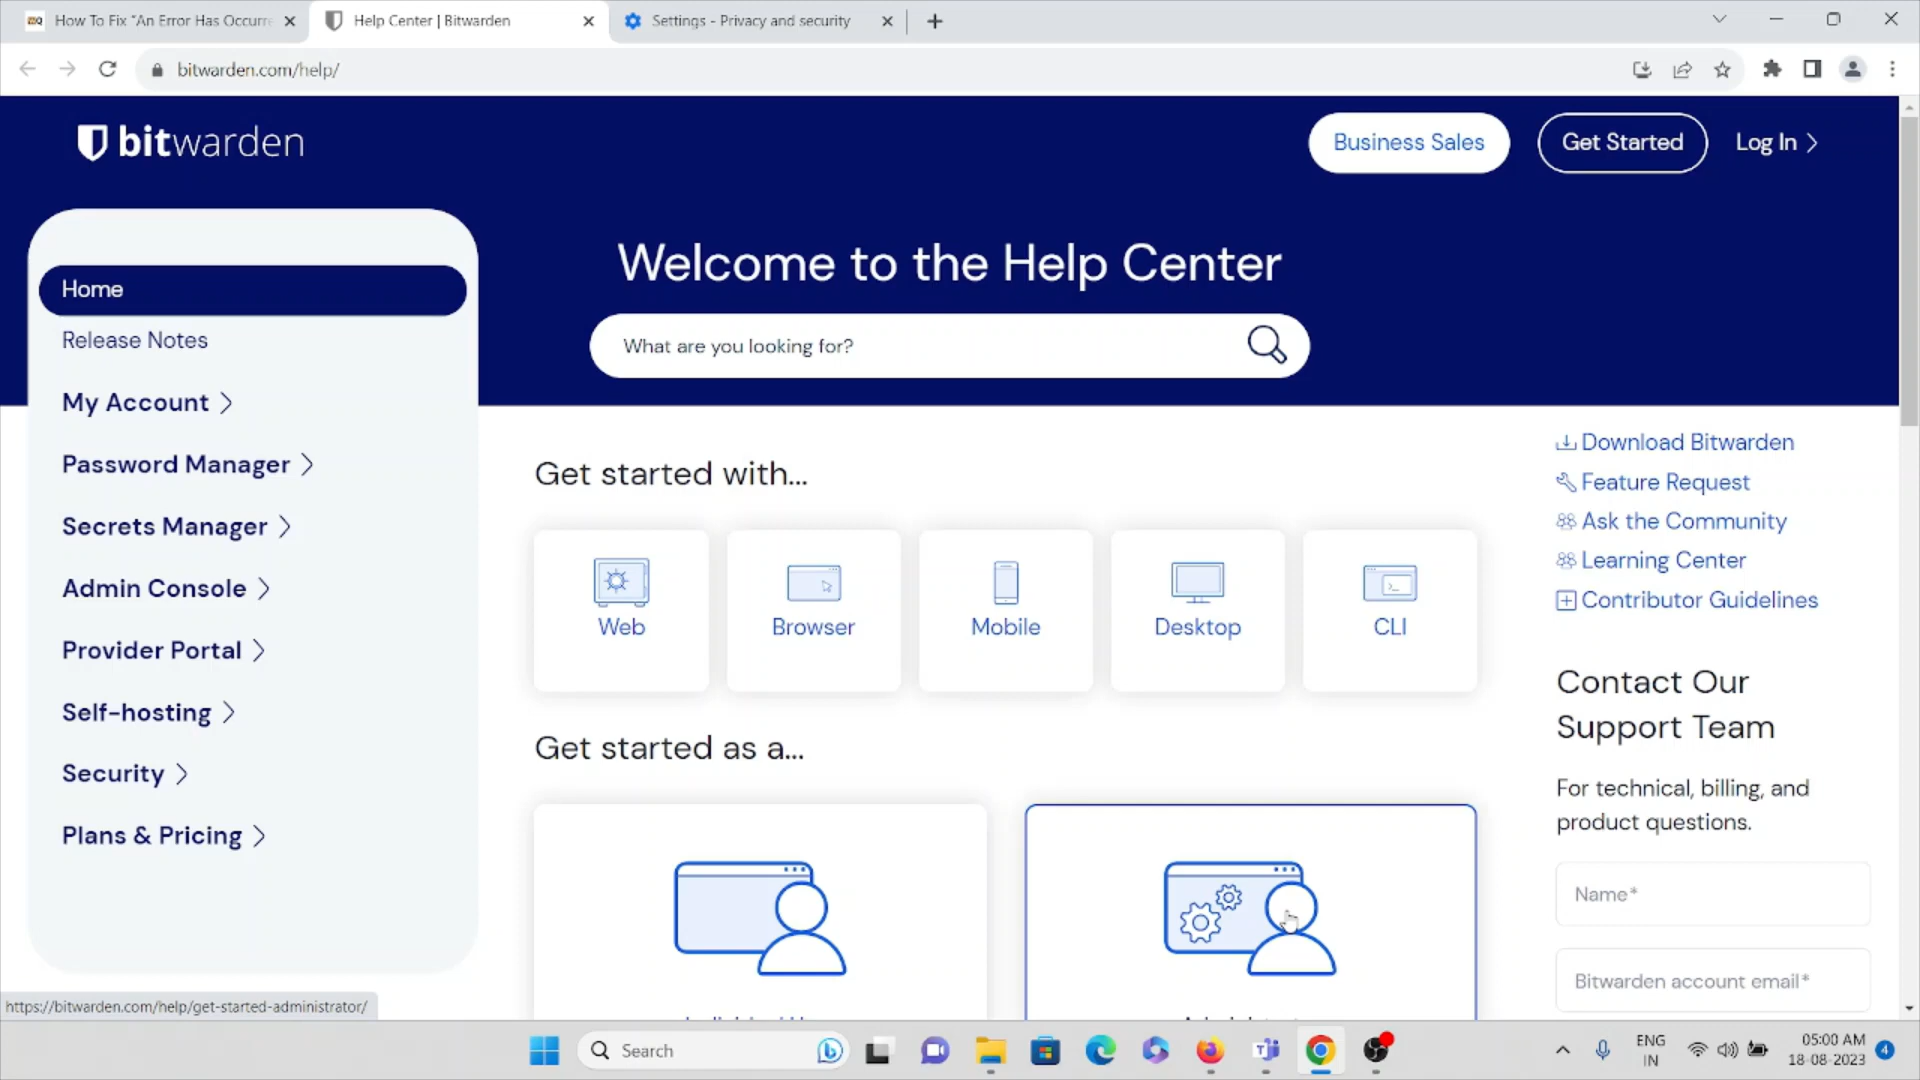 How To Fix "An Error Has Occurre
Help Center | Bitwarden
Settings - Privacy and security
bitwarden.com/help/
bitwarden
Business Sales
Get Started
Log In
Welcome to the Help Center
What are you looking for?
Home
Release Notes
My Account
Password Manager
Secrets Manager
Admin Console
Provider Portal
Self-hosting
Security
Plans & Pricing
Get started with...
Web
Browser
Mobile
Desktop
CLI
Get started as a...
Download Bitwarden
Feature Request
Ask the Community
Learning Center
Contributor Guidelines
Contact Our
Support Team
For technical, billing, and
product questions.
Name*
Bitwarden account email*
https://bitwarden.com/help/get-started-administrator/
Search
ENG
IN
05:00 AM
18-08-2023
4